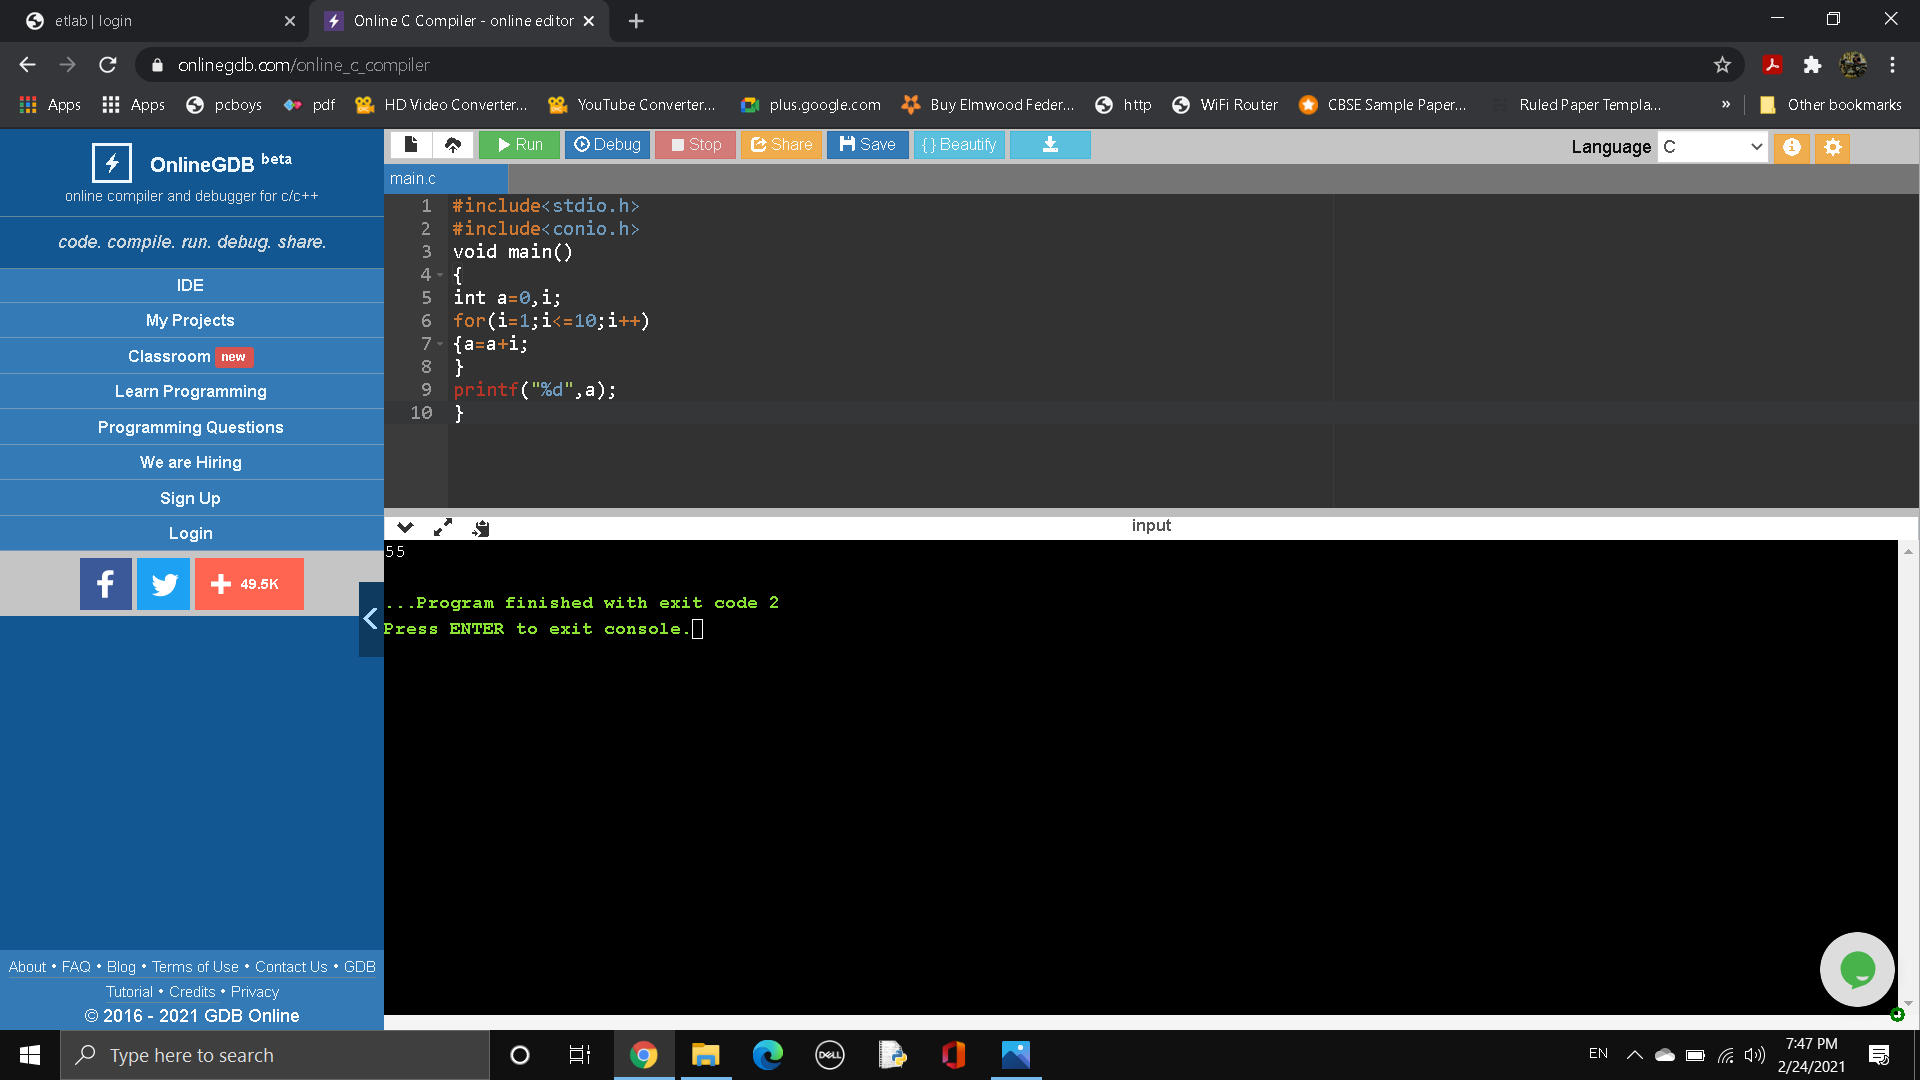 etlab | login
Online C Compiler - online editor
onlinegdb.com/online_c_compiler
Apps Apps pcboys pdf HD Video Converter... YouTube Converter... plus.google.com Buy Elmwood Feder... http WiFi Router CBSE Sample Paper... Ruled Paper Templa... » Other bookmarks
OnlineGDB beta
online compiler and debugger for c/c++
code. compile. run. debug. share.
IDE
My Projects
Classroom new
Learn Programming
Programming Questions
We are Hiring
Sign Up
Login
49.5K
About • FAQ • Blog • Terms of Use • Contact Us • GDB
Tutorial • Credits • Privacy
© 2016 - 2021 GDB Online
Run Debug Stop Share Save {} Beautify
Language C
main.c
1 #include<stdio.h>
2 #include<conio.h>
3 void main()
4 {
5 int a=0,i;
6 for(i=1;i<=10;i++)
7 {a=a+i;
8 }
9 printf("%d",a);
10 }
input
55
...Program finished with exit code 2
Press ENTER to exit console.
Type here to search
DELL
EN
7:47 PM
2/24/2021